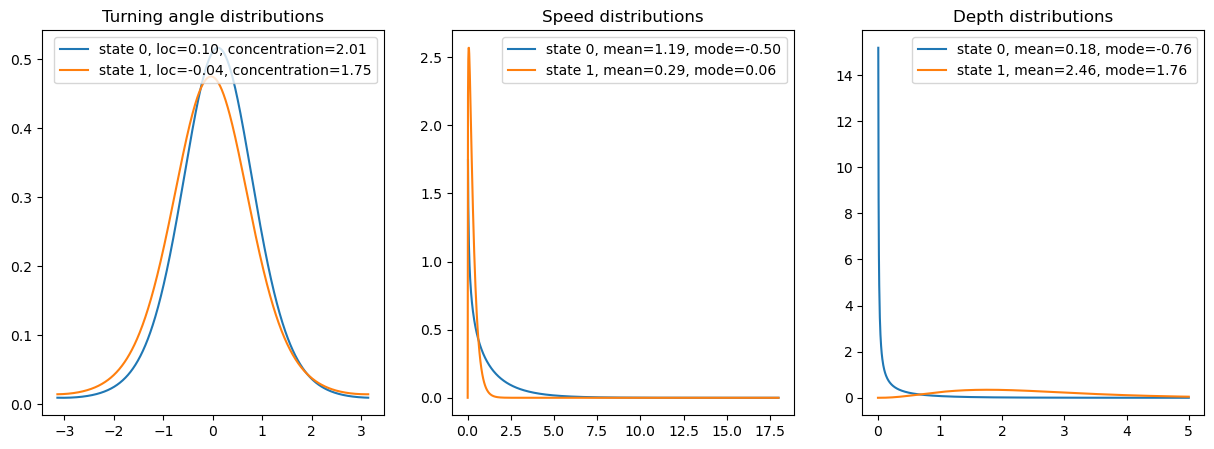 Turning angle distributions
state 0, loc=0.10, concentration=2.01
state 1, loc=-0.04, concentration=1.75
0.5
0.4
0.3
0.2
0.1
0.0
−3 −2 −1 0 1 2 3
Speed distributions
state 0, mean=1.19, mode=-0.50
state 1, mean=0.29, mode=0.06
2.5
2.0
1.5
1.0
0.5
0.0
0.0 2.5 5.0 7.5 10.0 12.5 15.0 17.5
Depth distributions
state 0, mean=0.18, mode=-0.76
state 1, mean=2.46, mode=1.76
14
12
10
8
6
4
2
0
0 1 2 3 4 5